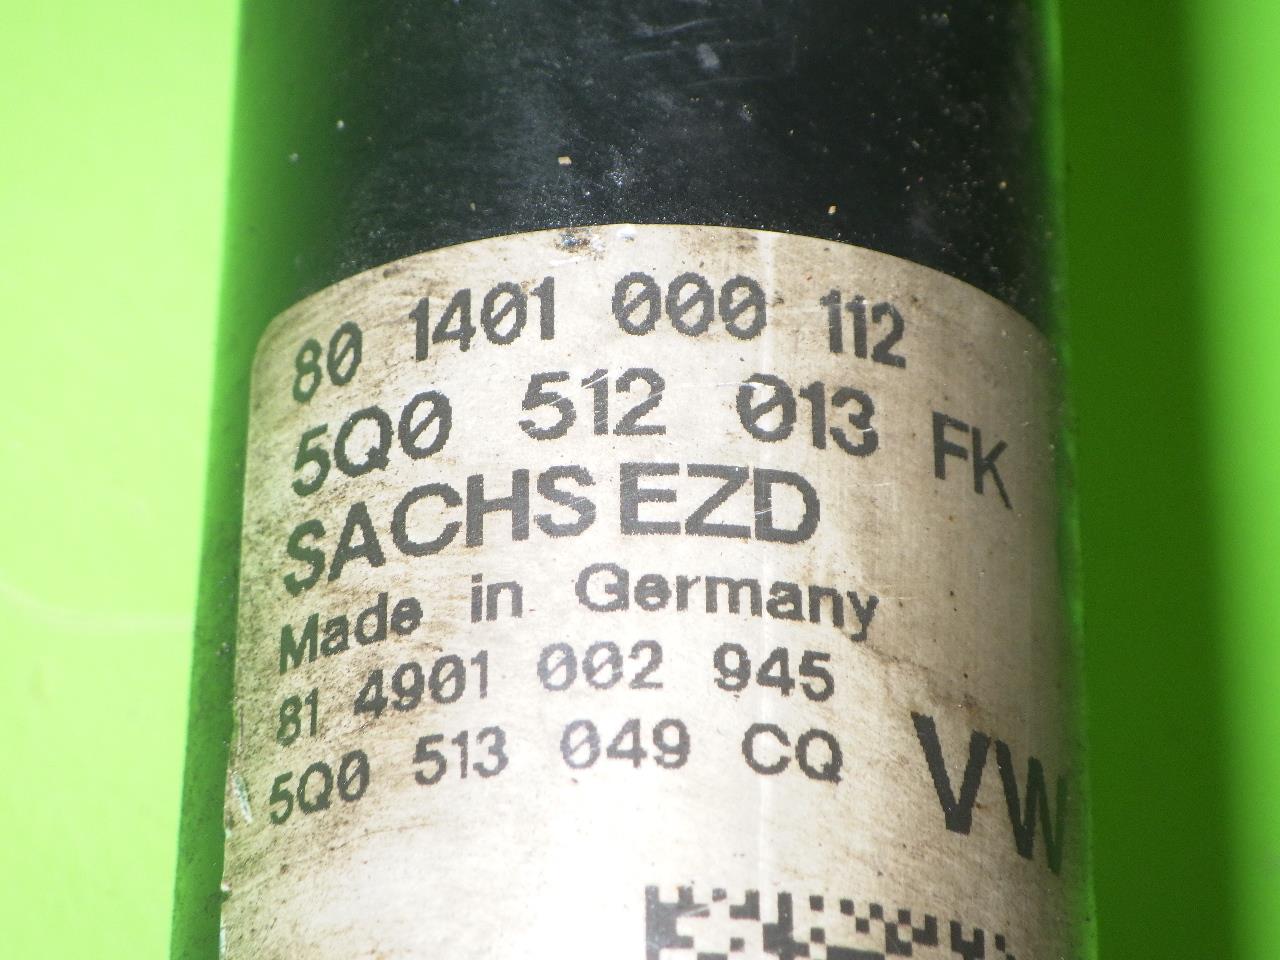 80 1401 000 112
5Q0 512 013 FK
SACHS EZD
Made in Germany
81 4901 002 945
5Q0 513 049 CQ
VW